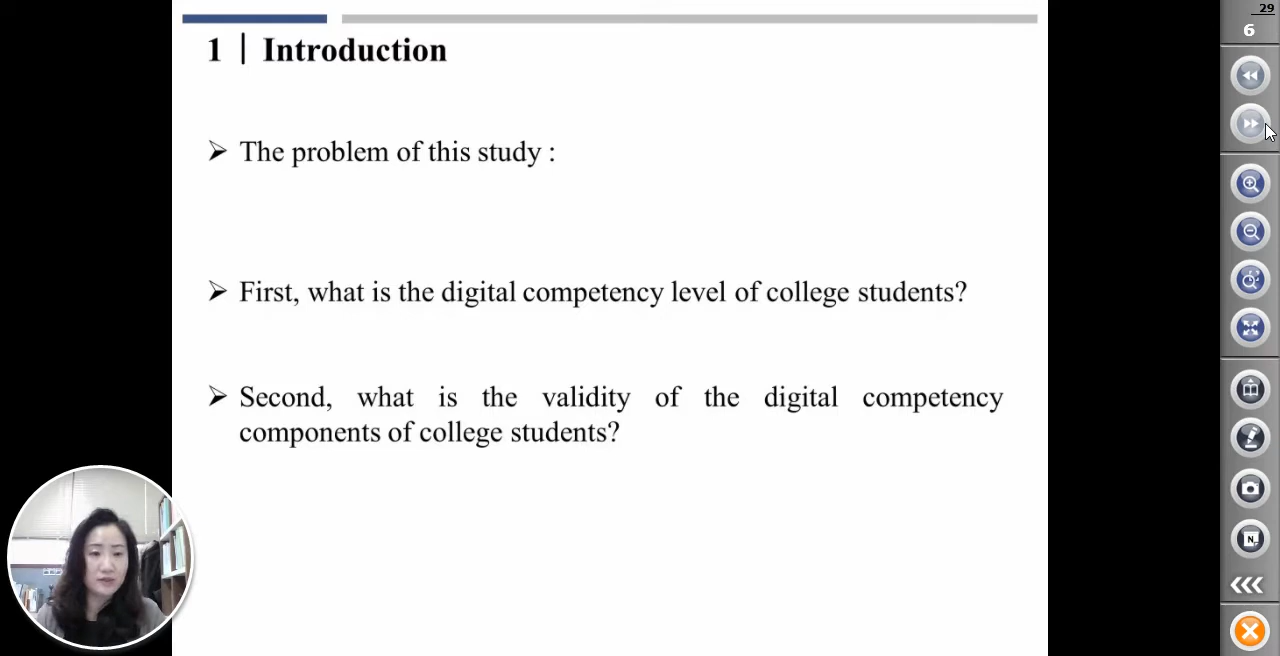 29
6
1 | Introduction
➢ The problem of this study :
➢ First, what is the digital competency level of college students?
➢ Second, what is the validity of the digital competency
components of college students?
N